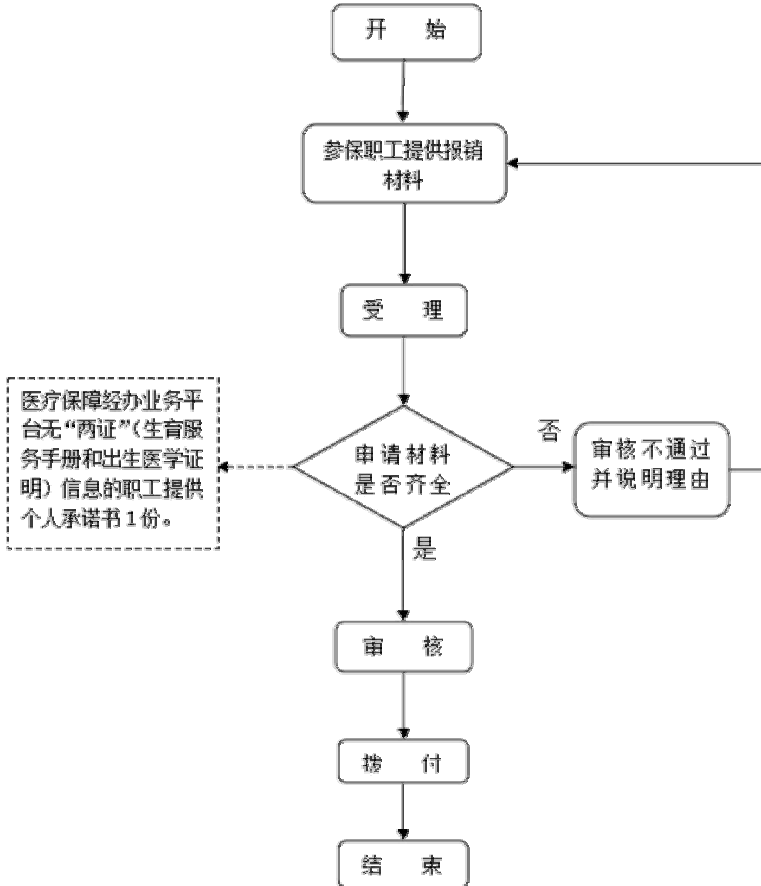 开 始
参保职工提供报销
材料
受 理
医疗保障经办业务平
台无“两证”（生育服
务手册和出生医学证
明）信息的职工提供
个人承诺书1份。
申请材料
是否齐全
否
审核不通过
并说明理由
是
审 核
拨 付
结 束